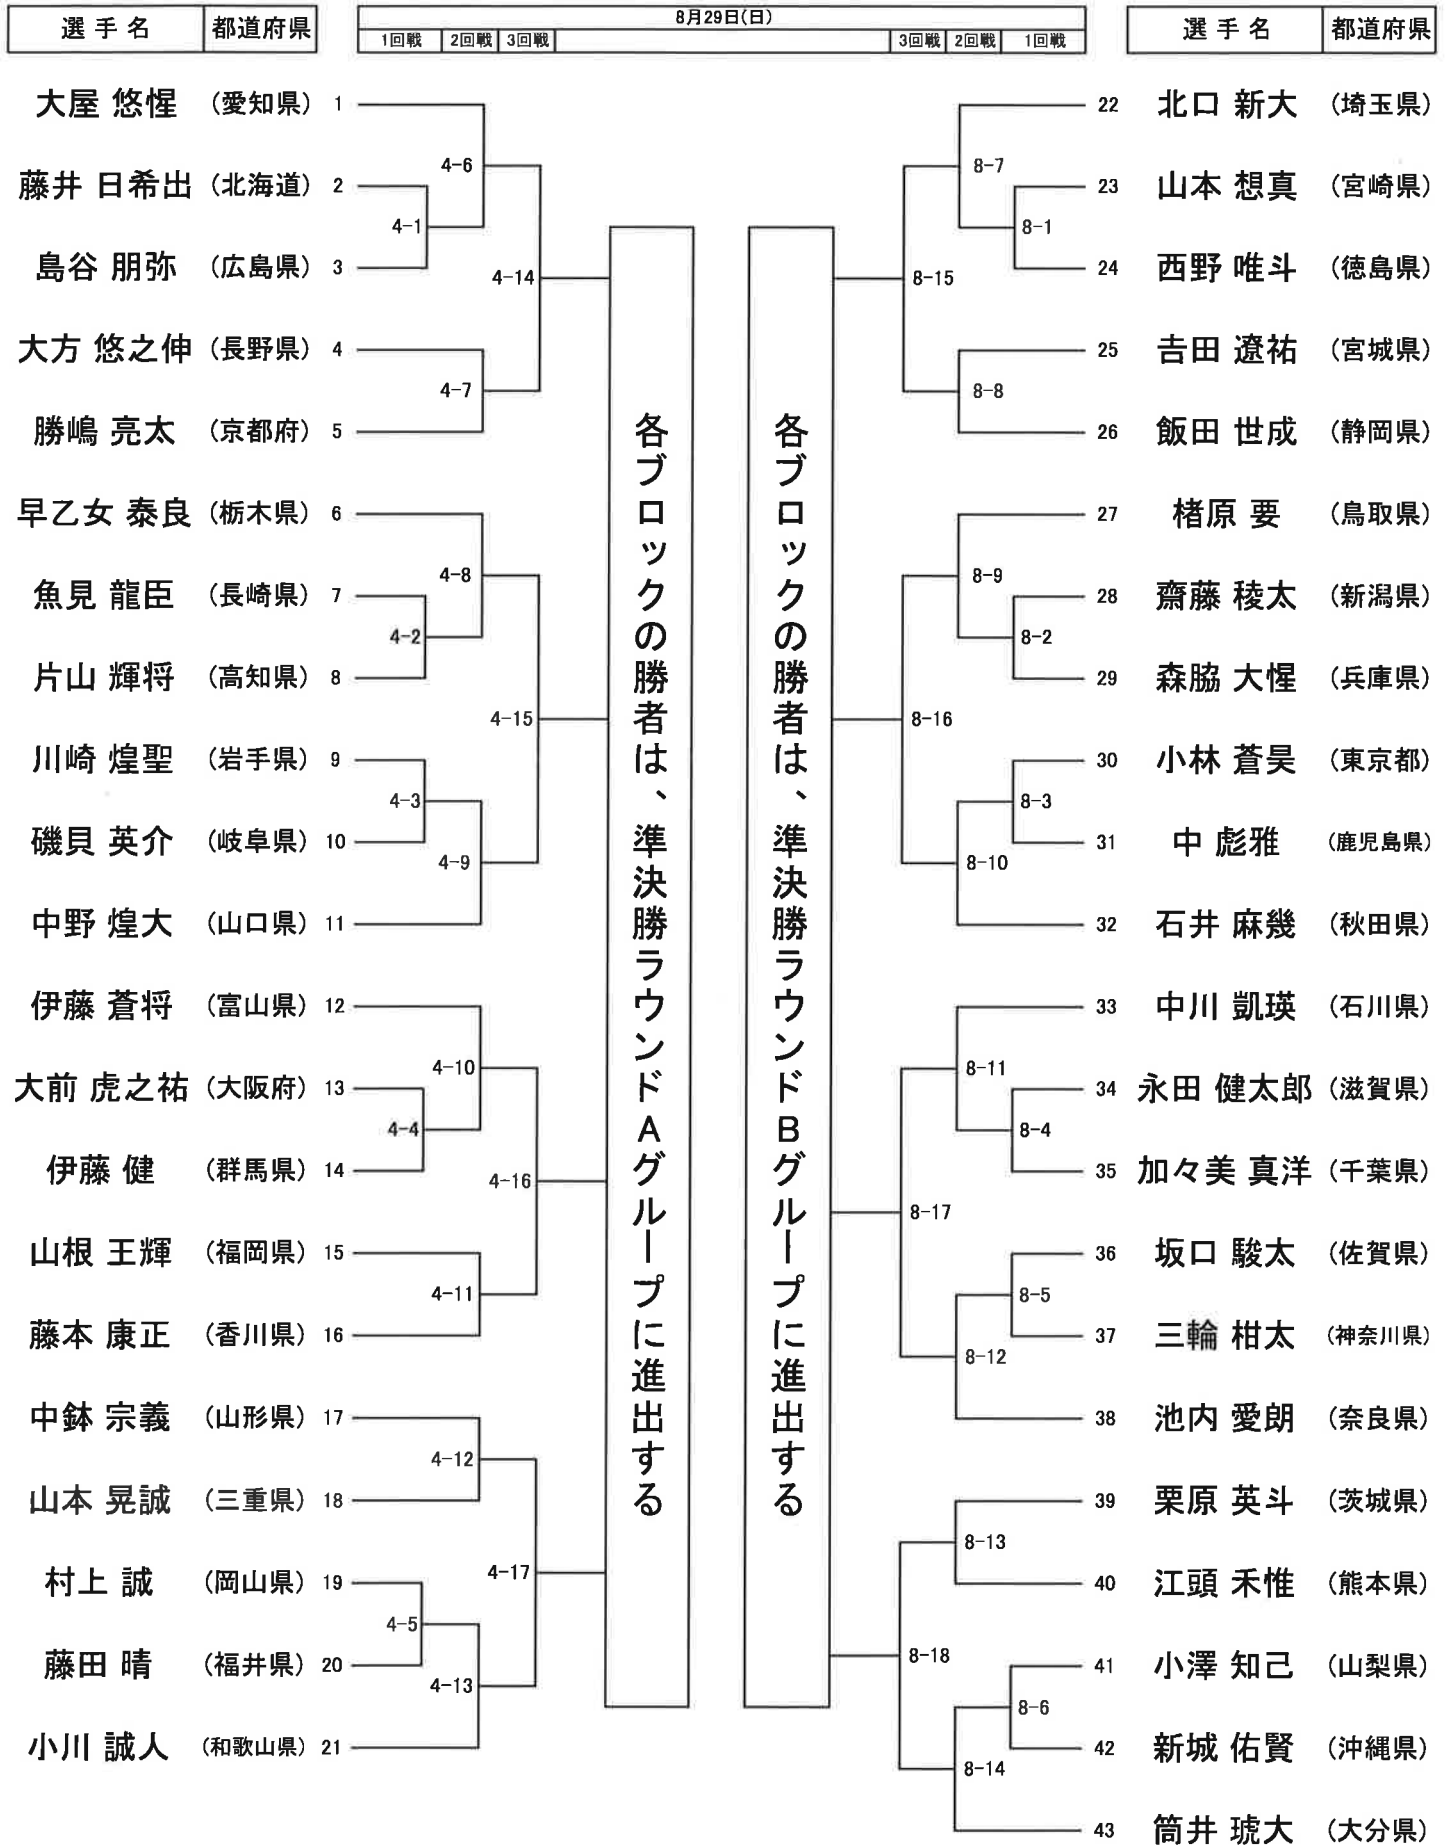 選手名 都道府県
8月29日(日)
1回戦 2回戦 3回戦 3回戦 2回戦 1回戦
選手名 都道府県
大屋 悠惺 (愛知県) 1
藤井 日希出 (北海道) 2
島谷 朋弥 (広島県) 3
大方 悠之伸 (長野県) 4
勝嶋 亮太 (京都府) 5
早乙女 泰良 (栃木県) 6
魚見 龍臣 (長崎県) 7
片山 輝将 (高知県) 8
川崎 煌聖 (岩手県) 9
磯貝 英介 (岐阜県) 10
中野 煌大 (山口県) 11
伊藤 蒼将 (富山県) 12
大前 虎之祐 (大阪府) 13
伊藤 健 (群馬県) 14
山根 王輝 (福岡県) 15
藤本 康正 (香川県) 16
中鉢 宗義 (山形県) 17
山本 晃誠 (三重県) 18
村上 誠 (岡山県) 19
藤田 晴 (福井県) 20
小川 誠人 (和歌山県) 21
4-1
4-2
4-3
4-4
4-5
4-6
4-7
4-8
4-9
4-10
4-11
4-12
4-13
4-14
4-15
4-16
4-17
各ブロックの勝者は、準決勝ラウンドAグループに進出する
各ブロックの勝者は、準決勝ラウンドBグループに進出する
8-15
8-16
8-17
8-18
8-7
8-8
8-9
8-10
8-11
8-12
8-13
8-14
8-1
8-2
8-3
8-4
8-5
8-6
22 北口 新大 (埼玉県)
23 山本 想真 (宮崎県)
24 西野 唯斗 (徳島県)
25 𠮷田 遼祐 (宮城県)
26 飯田 世成 (静岡県)
27 楮原 要 (鳥取県)
28 齋藤 稜太 (新潟県)
29 森脇 大惺 (兵庫県)
30 小林 蒼昊 (東京都)
31 中 彪雅 (鹿児島県)
32 石井 麻幾 (秋田県)
33 中川 凱瑛 (石川県)
34 永田 健太郎 (滋賀県)
35 加々美 真洋 (千葉県)
36 坂口 駿太 (佐賀県)
37 三輪 柑太 (神奈川県)
38 池内 愛朗 (奈良県)
39 栗原 英斗 (茨城県)
40 江頭 禾惟 (熊本県)
41 小澤 知己 (山梨県)
42 新城 佑賢 (沖縄県)
43 筒井 琥大 (大分県)